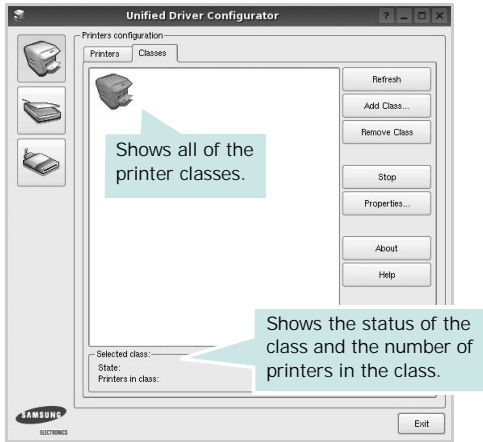 Unified Driver Configurator
Printers configuration
Printers
Classes
Refresh
Add Class...
Remove Class
Shows all of the
printer classes.
Stop
Properties...
About
Help
Shows the status of the
class and the number of
printers in the class.
Selected class:
State:
Printers in class:
SAMSUNG
ELECTRONICS
Exit